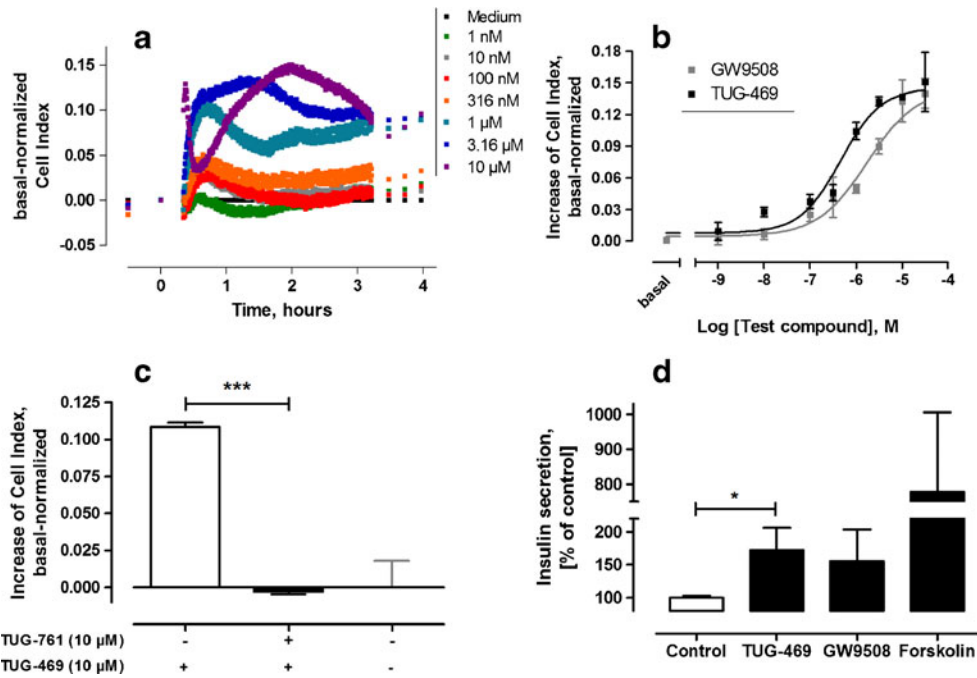 a
basal-normalized
Cell Index
0.15
0.10
0.05
0.00
-0.05
0
1
2
3
4
Time, hours
Medium
1 nM
10 nM
100 nM
316 nM
1 µM
3.16 µM
10 µM
b
Increase of Cell Index,
basal-normalized
0.18
0.15
0.12
0.09
0.06
0.03
0.00
GW9508
TUG-469
basal
-9
-8
-7
-6
-5
-4
Log [Test compound], M
c
Increase of Cell Index,
basal-normalized
0.125
0.100
0.075
0.050
0.025
0.000
***
TUG-761 (10 µM) - + -
TUG-469 (10 µM) + + -
d
Insulin secretion,
[% of control]
1000
800
600
200
150
100
*
Control TUG-469 GW9508 Forskolin